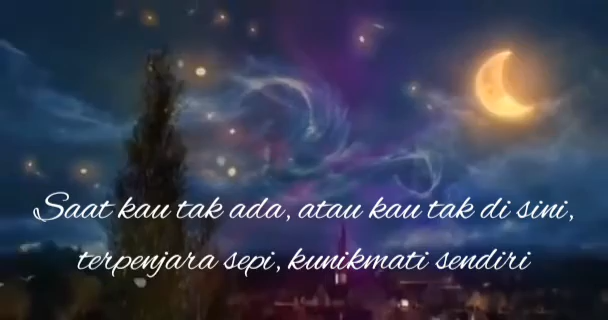 Saat kau tak ada, atau kau tak di sini,
terpenjara sepi, kunikmati sendiri